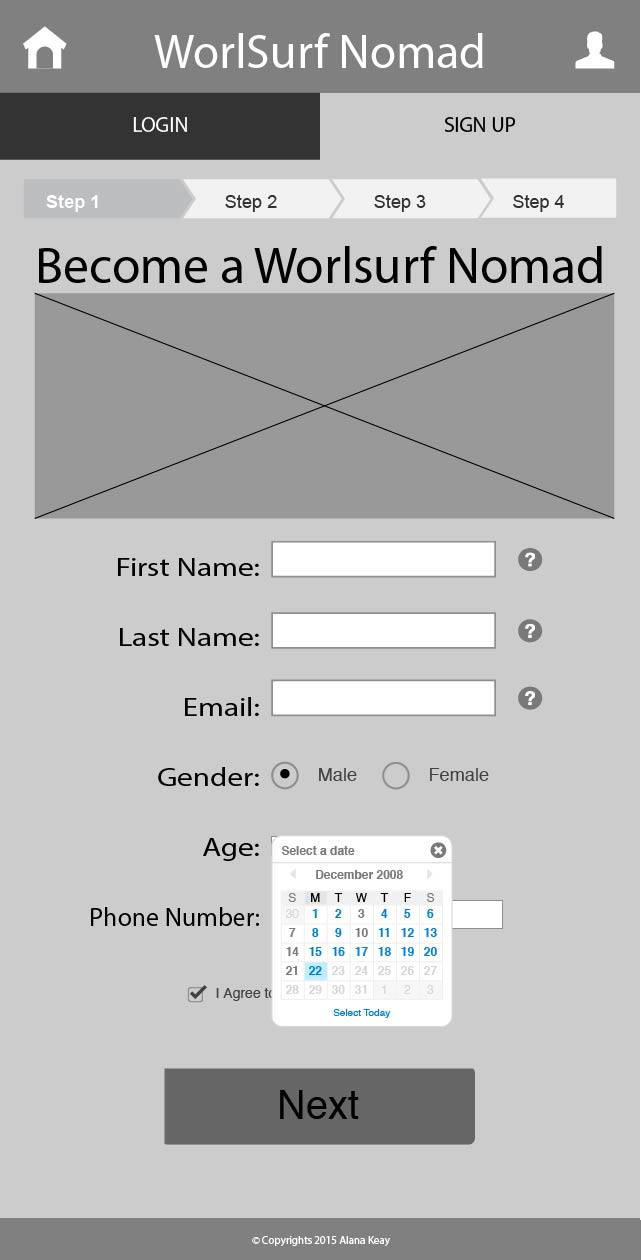 WorlSurf Nomad
LOGIN SIGN UP
Step 1 Step 2 Step 3 Step 4
Become a Worlsurf Nomad
First Name: ?
Last Name: ?
Email: ?
Gender: Male Female
Age:
Select a date
December 2008
S M T W T F S
30 1 2 3 4 5 6
7 8 9 10 11 12 13
14 15 16 17 18 19 20
21 22 23 24 25 26 27
28 29 30 31 1 2 3
Select Today
Phone Number:
I Agree to
Next
© Copyrights 2015 Alana Keay